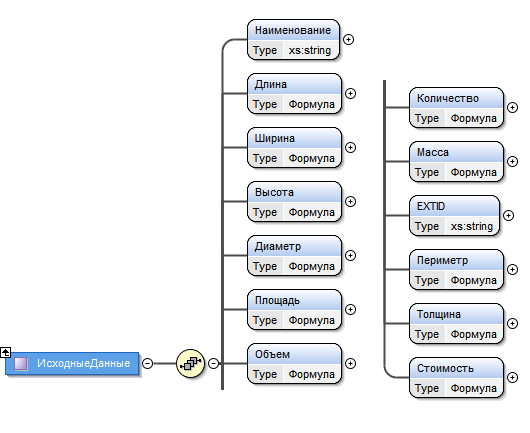 Наименование
Type xs:string
Длина
Type Формула
Ширина
Type Формула
Высота
Type Формула
Диаметр
Type Формула
Площадь
Type Формула
Объем
Type Формула
ИсходныеДанные
Количество
Type Формула
Масса
Type Формула
EXTID
Type xs:string
Периметр
Type Формула
Толщина
Type Формула
Стоимость
Type Формула